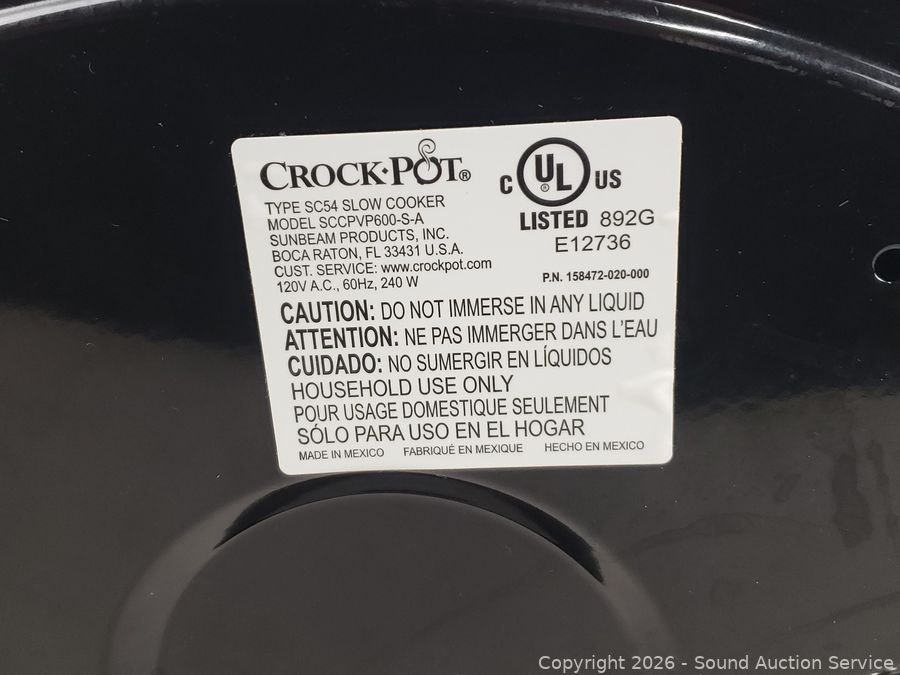 CROCK·POT®
TYPE SC54 SLOW COOKER
MODEL SCCPVP600-S-A
SUNBEAM PRODUCTS, INC.
BOCA RATON, FL 33431 U.S.A.
CUST. SERVICE: www.crockpot.com
120V A.C., 60Hz, 240 W
C UL® US
LISTED 892G
E12736
P.N. 158472-020-000
CAUTION: DO NOT IMMERSE IN ANY LIQUID
ATTENTION: NE PAS IMMERGER DANS L'EAU
CUIDADO: NO SUMERGIR EN LÍQUIDOS
HOUSEHOLD USE ONLY
POUR USAGE DOMESTIQUE SEULEMENT
SÓLO PARA USO EN EL HOGAR
MADE IN MEXICO FABRIQUÉ EN MEXIQUE HECHO EN MEXICO
Copyright © 2026 - Sound Auction Service